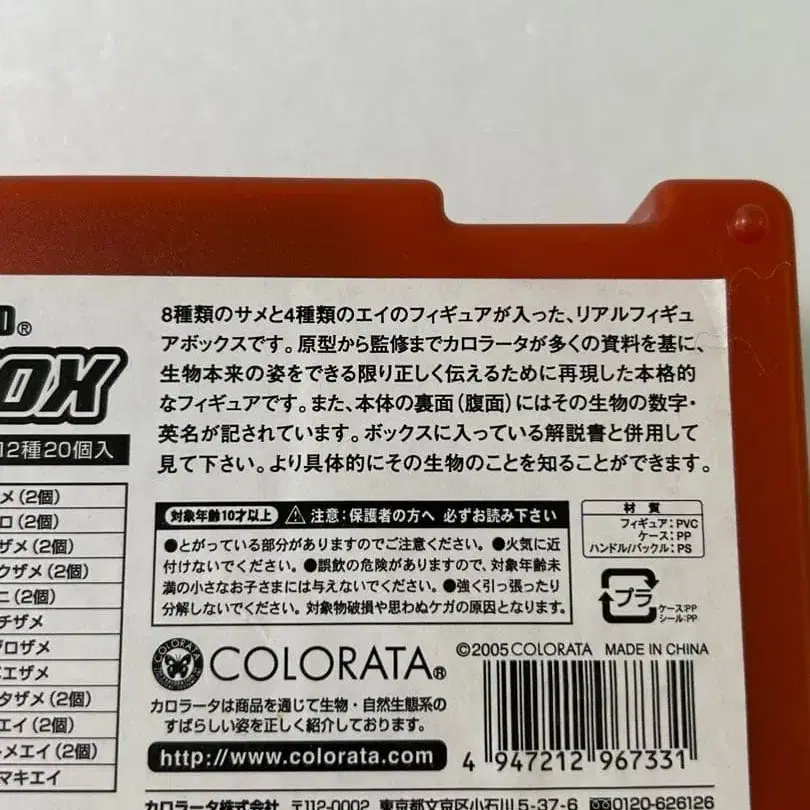 D®
OX
12種20個入
メ(2個)
ロ(2個)
ザメ(2個)
クザメ(2個)
ニ(2個)
チザメ
ブロザメ
ベエザメ
タザメ(2個)
エイ(2個)
レメエイ(2個)
マキエイ
8種類のサメと4種類のエイのフィギュアが入った、リアルフィギュ
アボックスです。原型から監修までカロラータが多くの資料を基に、
生物本来の姿をできる限り正しく伝えるために再現した本格的
なフィギュアです。また、本体の裏面(腹面)にはその生物の数字・
英名が記されています。ボックスに入っている解説書と併用して
見て下さい。より具体的にその生物のことを知ることができます。
対象年齢10才以上 注意:保護者の方へ 必ずお読み下さい
●とがっている部分がありますのでご注意ください。●火気に近
付けないでください。●誤飲の危険がありますので、対象年齢未
満の小さなお子さまには与えないでください。●強く引っ張ったり
分解しないでください。対象物破損や思わぬケガの原因となります。
材質
フィギュア:PVC
ケース:PP
ハンドル/バックル:PS
プラ
ケース:PP
シール:PP
COLORATA®
©2005 COLORATA MADE IN CHINA
カロラータは商品を通じて生物・自然生態系の
すばらしい姿を正しく紹介しております。
http://www.colorata.com
4 947212 967331
カロラータ株式会社 〒112-0002 東京都文京区小石川5-37-6 0120-626126